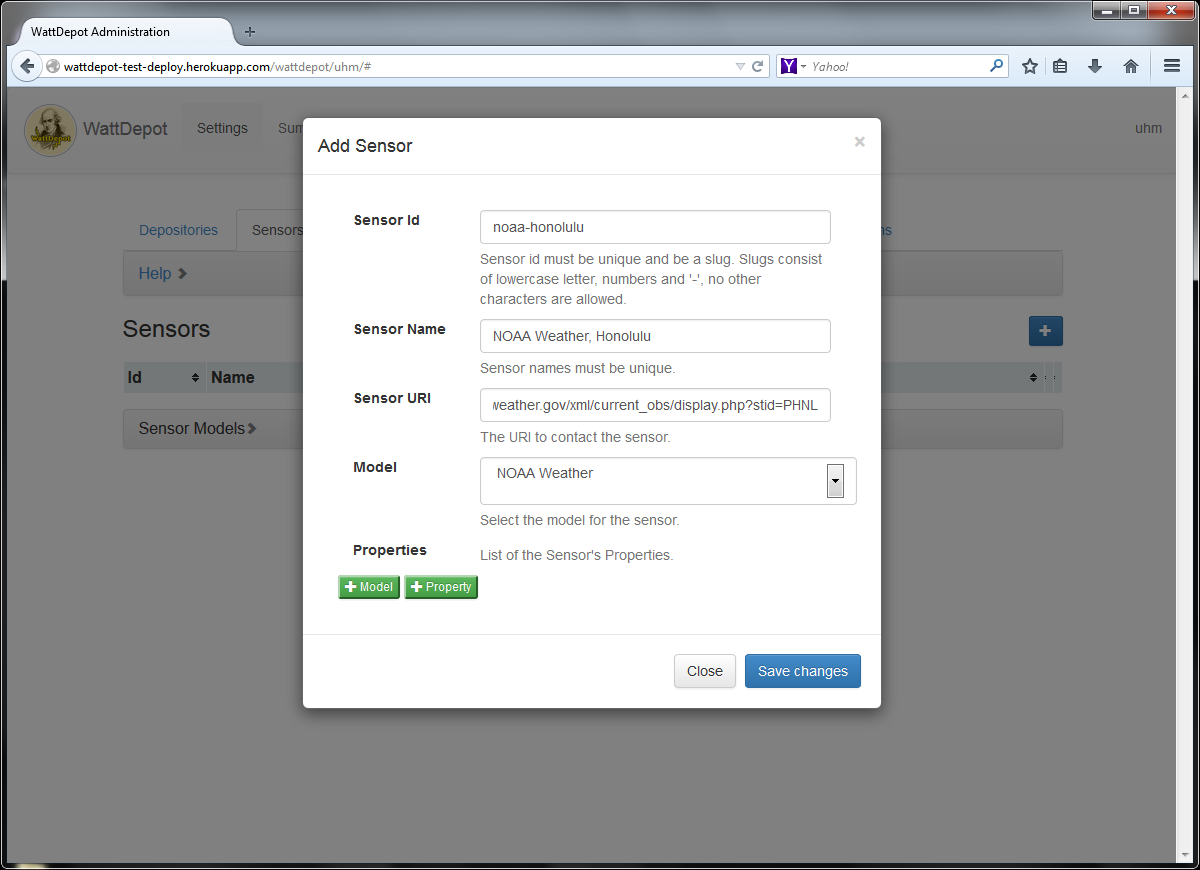 WattDepot Administration
wattdepot-test-deploy.herokuapp.com/wattdepot/uhm/#
Yahoo!
WattDepot
WattDepot
Settings
uhm
Add Sensor
Depositories
Sensors
Help
Sensors
Id
Name
Sensor Models
Sensor Id
noaa-honolulu
Sensor id must be unique and be a slug. Slugs consist
of lowercase letter, numbers and '-', no other
characters are allowed.
Sensor Name
NOAA Weather, Honolulu
Sensor names must be unique.
Sensor URI
weather.gov/xml/current_obs/display.php?stid=PHNL
The URI to contact the sensor.
Model
NOAA Weather
Select the model for the sensor.
Properties
List of the Sensor's Properties.
Model
Property
Close
Save changes